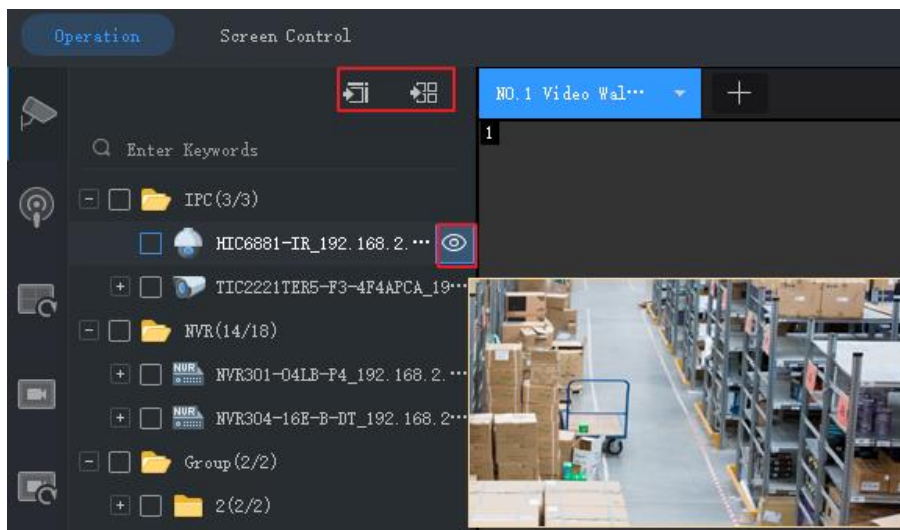 Operation Screen Control
NO.1 Video Wal···
1
Enter Keywords
IPC(3/3)
HIC6881-IR_192.168.2.···
TIC2221TER5-F3-4F4APCA_19···
NVR(14/18)
NVR NVR301-04LB-P4_192.168.2.···
NVR NVR304-16E-B-DT_192.168.2···
Group(2/2)
2(2/2)